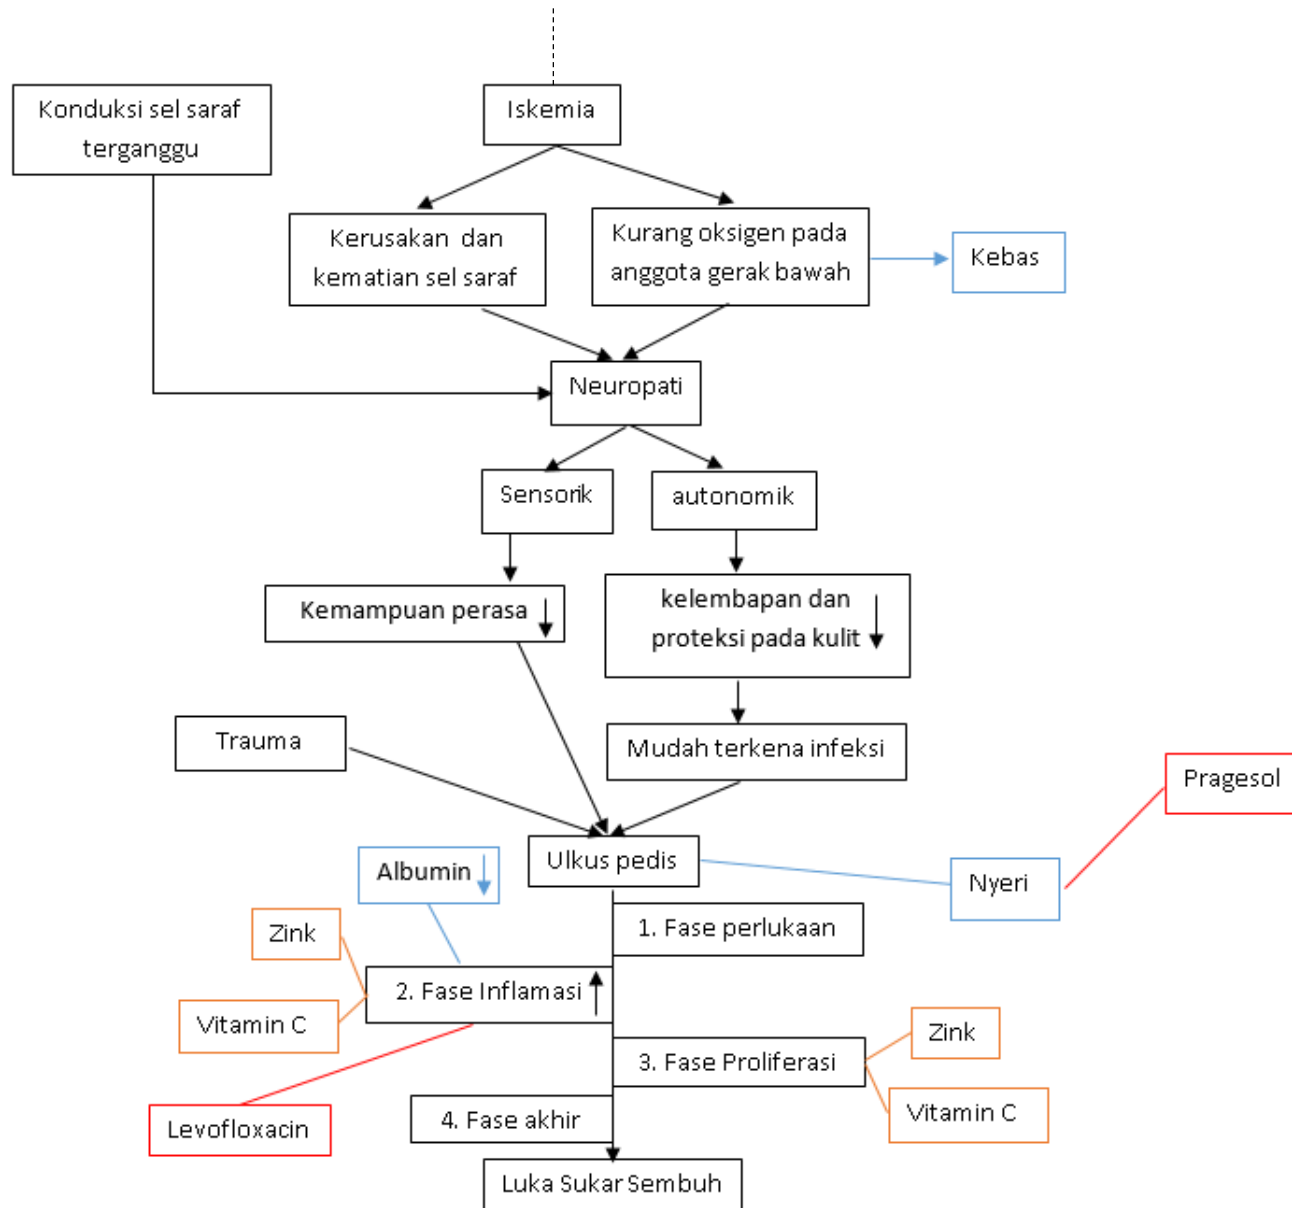 Konduksi sel saraf
terganggu
Iskemia
Kerusakan dan
kematian sel saraf
Kurang oksigen pada
anggota gerak bawah
Kebas
Neuropati
Sensorik
autonomik
Kemampuan perasa ↓
kelembapan dan
proteksi pada kulit ↓
Trauma
Mudah terkena infeksi
Pragesol
Ulkus pedis
Albumin ↓
Nyeri
1. Fase perlukaan
Zink
2. Fase Inflamasi ↑
Vitamin C
3. Fase Proliferasi
Zink
Vitamin C
4. Fase akhir
Levofloxacin
Luka Sukar Sembuh